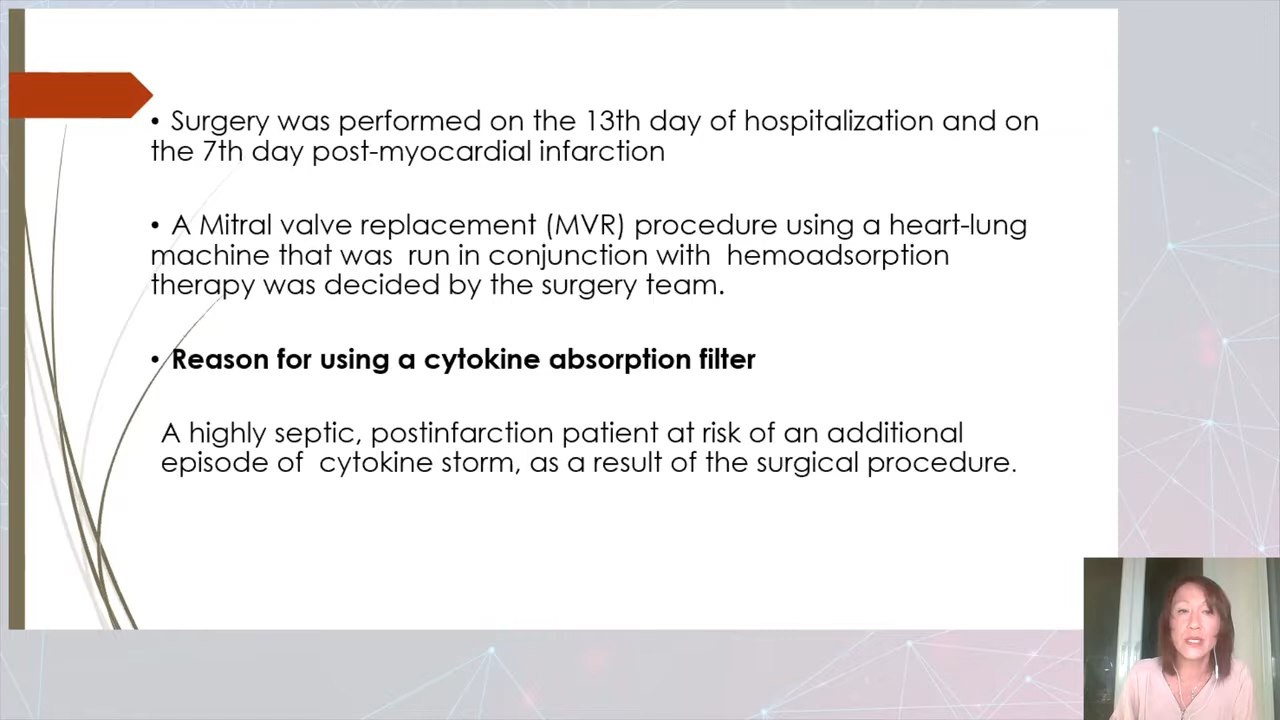 • Surgery was performed on the 13th day of hospitalization and on
the 7th day post-myocardial infarction
• A Mitral valve replacement (MVR) procedure using a heart-lung
machine that was run in conjunction with hemoadsorption
therapy was decided by the surgery team.
• Reason for using a cytokine absorption filter
A highly septic, postinfarction patient at risk of an additional
episode of cytokine storm, as a result of the surgical procedure.